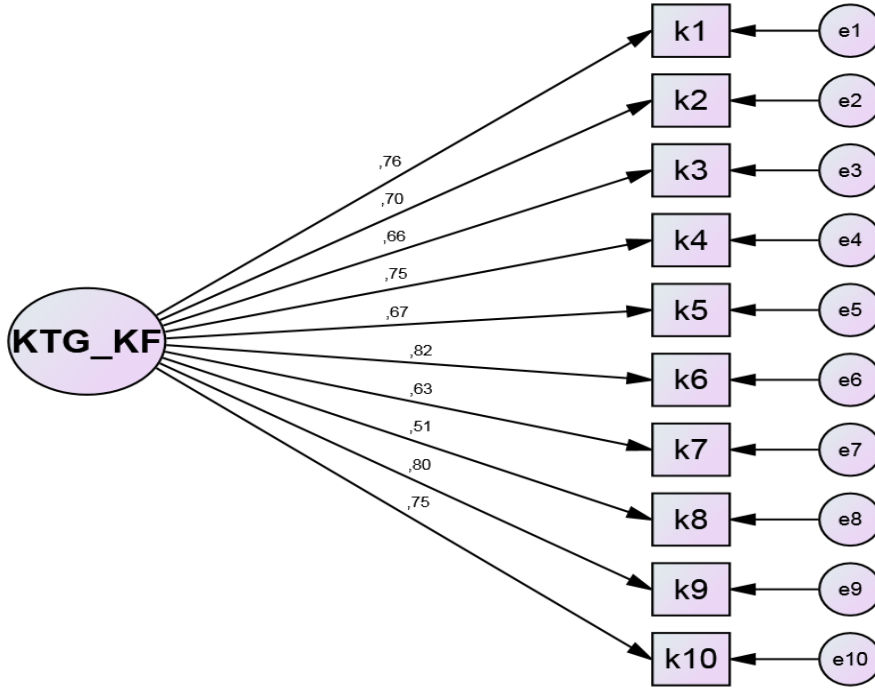 k1
e1
k2
e2
,76
k3
e3
,70
,66
k4
e4
,75
,67
k5
e5
KTG_KF
,82
k6
e6
,63
,51
k7
e7
,80
,75
k8
e8
k9
e9
k10
e10